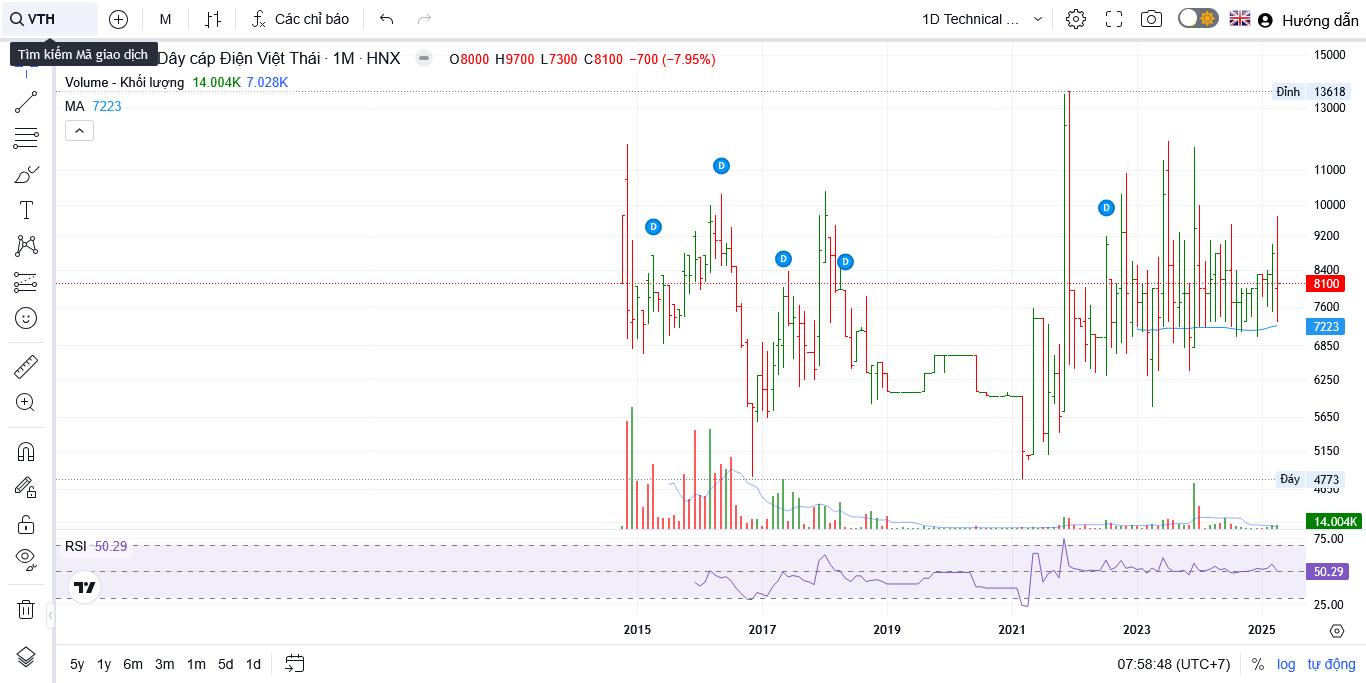 VTH M Các chỉ báo 1D Technical ... Hướng dẫn
Tìm kiếm Mã giao dịch
Dây cáp Điện Việt Thái · 1M · HNX O8000 H9700 L7300 C8100 −700 (−7.95%)
Volume - Khối lượng 14.004K 7.028K
MA 7223
D
D
D
D
D
15000
Đỉnh 13618
13000
11000
10000
9200
8400
8100
7600
7223
6850
6250
5650
5150
Đáy 4773
4650
14.004K
75.00
RSI 50.29
50.29
25.00
2015 2017 2019 2021 2023 2025
5y 1y 6m 3m 1m 5d 1d 07:58:48 (UTC+7) % log tự động